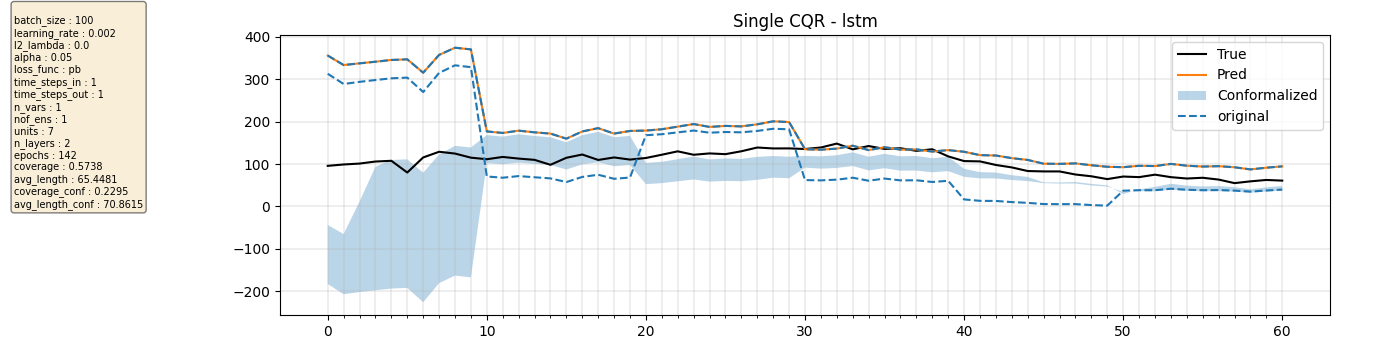 Single CQR - lstm
batch_size : 100
learning_rate : 0.002
l2_lambda : 0.0
alpha : 0.05
loss_func : pb
time_steps_in : 1
time_steps_out : 1
n_vars : 1
nof_ens : 1
units : 7
n_layers : 2
epochs : 142
coverage : 0.5738
avg_length : 65.4481
coverage_conf : 0.2295
avg_length_conf : 70.8615
400
300
200
100
0
−100
−200
True
Pred
Conformalized
original
0 10 20 30 40 50 60